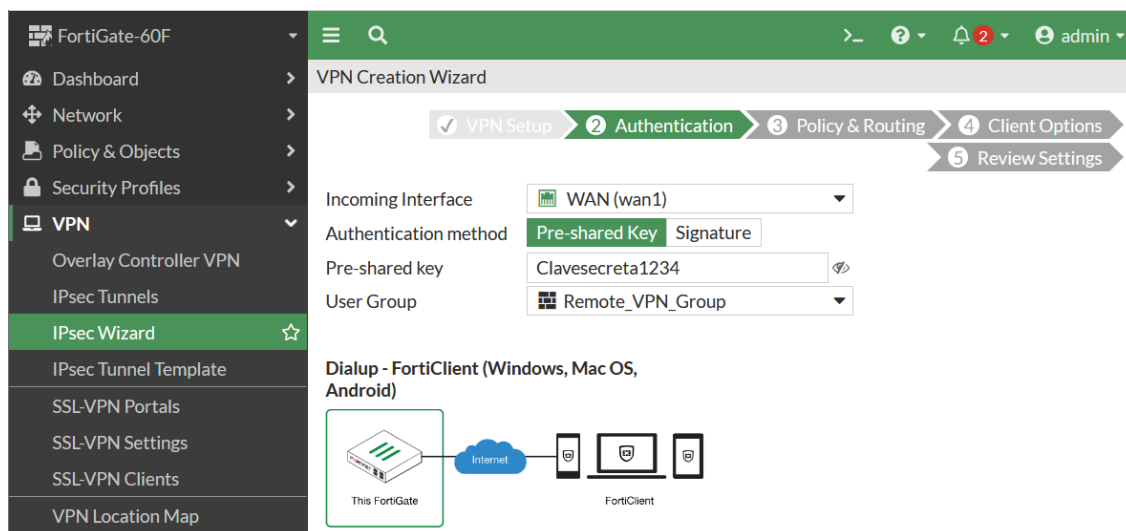 FortiGate-60F
>_ ? 2 admin
Dashboard
Network
Policy & Objects
Security Profiles
VPN
Overlay Controller VPN
IPsec Tunnels
IPsec Wizard
IPsec Tunnel Template
SSL-VPN Portals
SSL-VPN Settings
SSL-VPN Clients
VPN Location Map
VPN Creation Wizard
VPN Setup 2 Authentication 3 Policy & Routing 4 Client Options
5 Review Settings
Incoming Interface WAN (wan1)
Authentication method Pre-shared Key Signature
Pre-shared key Clavesecreta1234
User Group Remote_VPN_Group
Dialup - FortiClient (Windows, Mac OS,
Android)
Internet
This FortiGate FortiClient